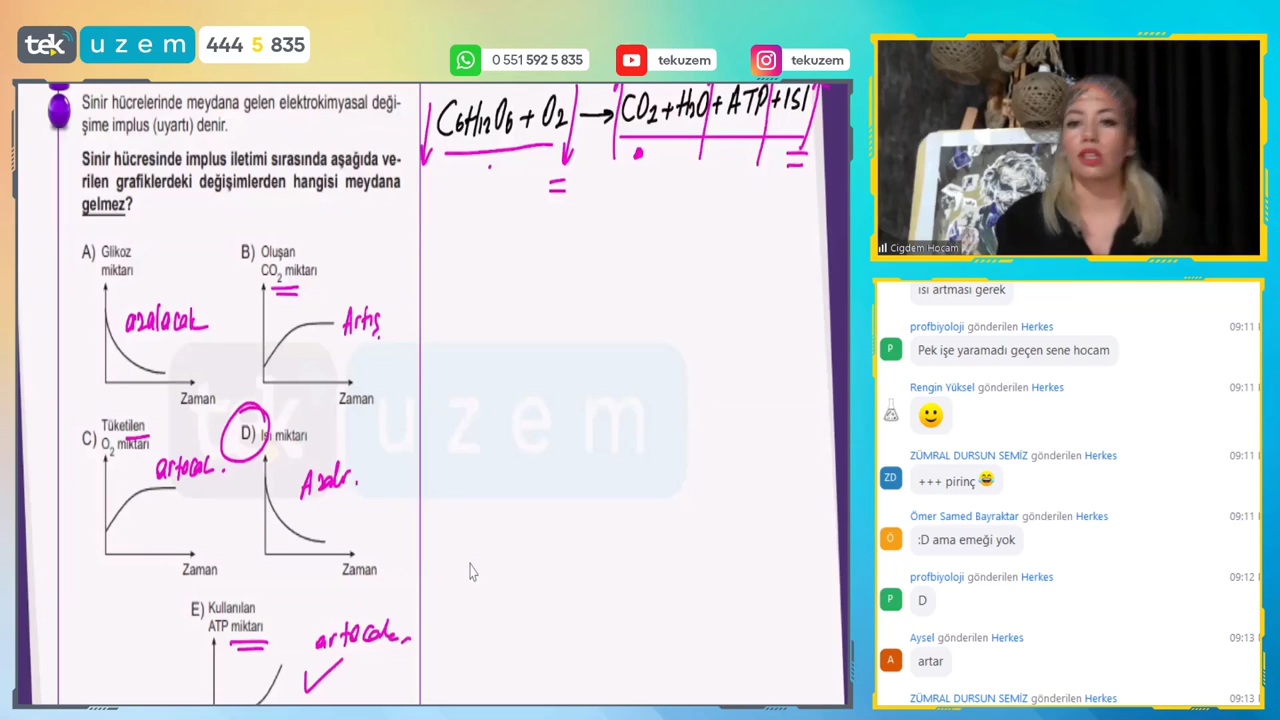 tek
uzem
444 5 835
0 551 592 5 835
tekuzem
tekuzem
Sinir hücrelerinde meydana gelen elektrokimyasal deği-
şime implus (uyartı) denir.
Sinir hücresinde implus iletimi sırasında aşağıda ve-
rilen grafiklerdeki değişimlerden hangisi meydana
gelmez?
C6H12O6 + O2 → CO2 + H2O + ATP + ISI
A) Glikoz
miktarı
azalacak
Zaman
B) Oluşan
CO2 miktarı
Artış
Zaman
C) Tüketilen
O2 miktarı
artacak.
Zaman
D) Isı miktarı
Azalır.
Zaman
E) Kullanılan
ATP miktarı
artacak
tek uzem
Cigdem Hocam
ısı artması gerek
profbiyoloji gönderilen Herkes 09:11
P
Pek işe yaramadı geçen sene hocam
Rengin Yüksel gönderilen Herkes 09:11
🙂
ZÜMRAL DURSUN SEMİZ gönderilen Herkes 09:11
ZD
+++ pirinç 😂
Ömer Samed Bayraktar gönderilen Herkes 09:11
Ö
:D ama emeği yok
profbiyoloji gönderilen Herkes 09:12
P
D
Aysel gönderilen Herkes 09:13
A
artar
ZÜMRAL DURSUN SEMİZ gönderilen Herkes 09:13